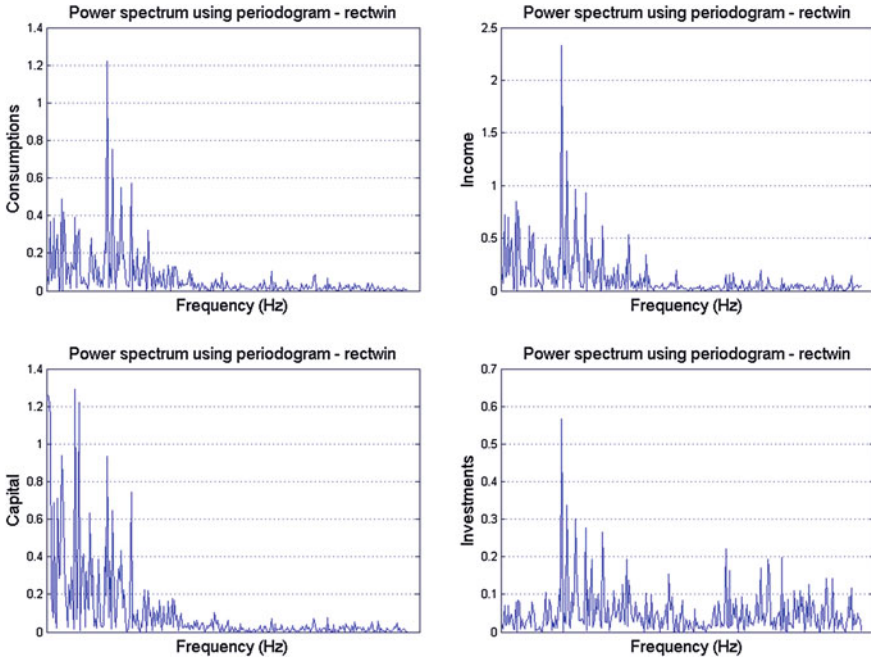 Power spectrum using periodogram - rectwin
1.4
1.2
1
0.8
0.6
0.4
0.2
0
Consumptions
Frequency (Hz)
Power spectrum using periodogram - rectwin
2.5
2
1.5
1
0.5
0
Income
Frequency (Hz)
Power spectrum using periodogram - rectwin
1.4
1.2
1
0.8
0.6
0.4
0.2
0
Capital
Frequency (Hz)
Power spectrum using periodogram - rectwin
0.7
0.6
0.5
0.4
0.3
0.2
0.1
0
Investments
Frequency (Hz)